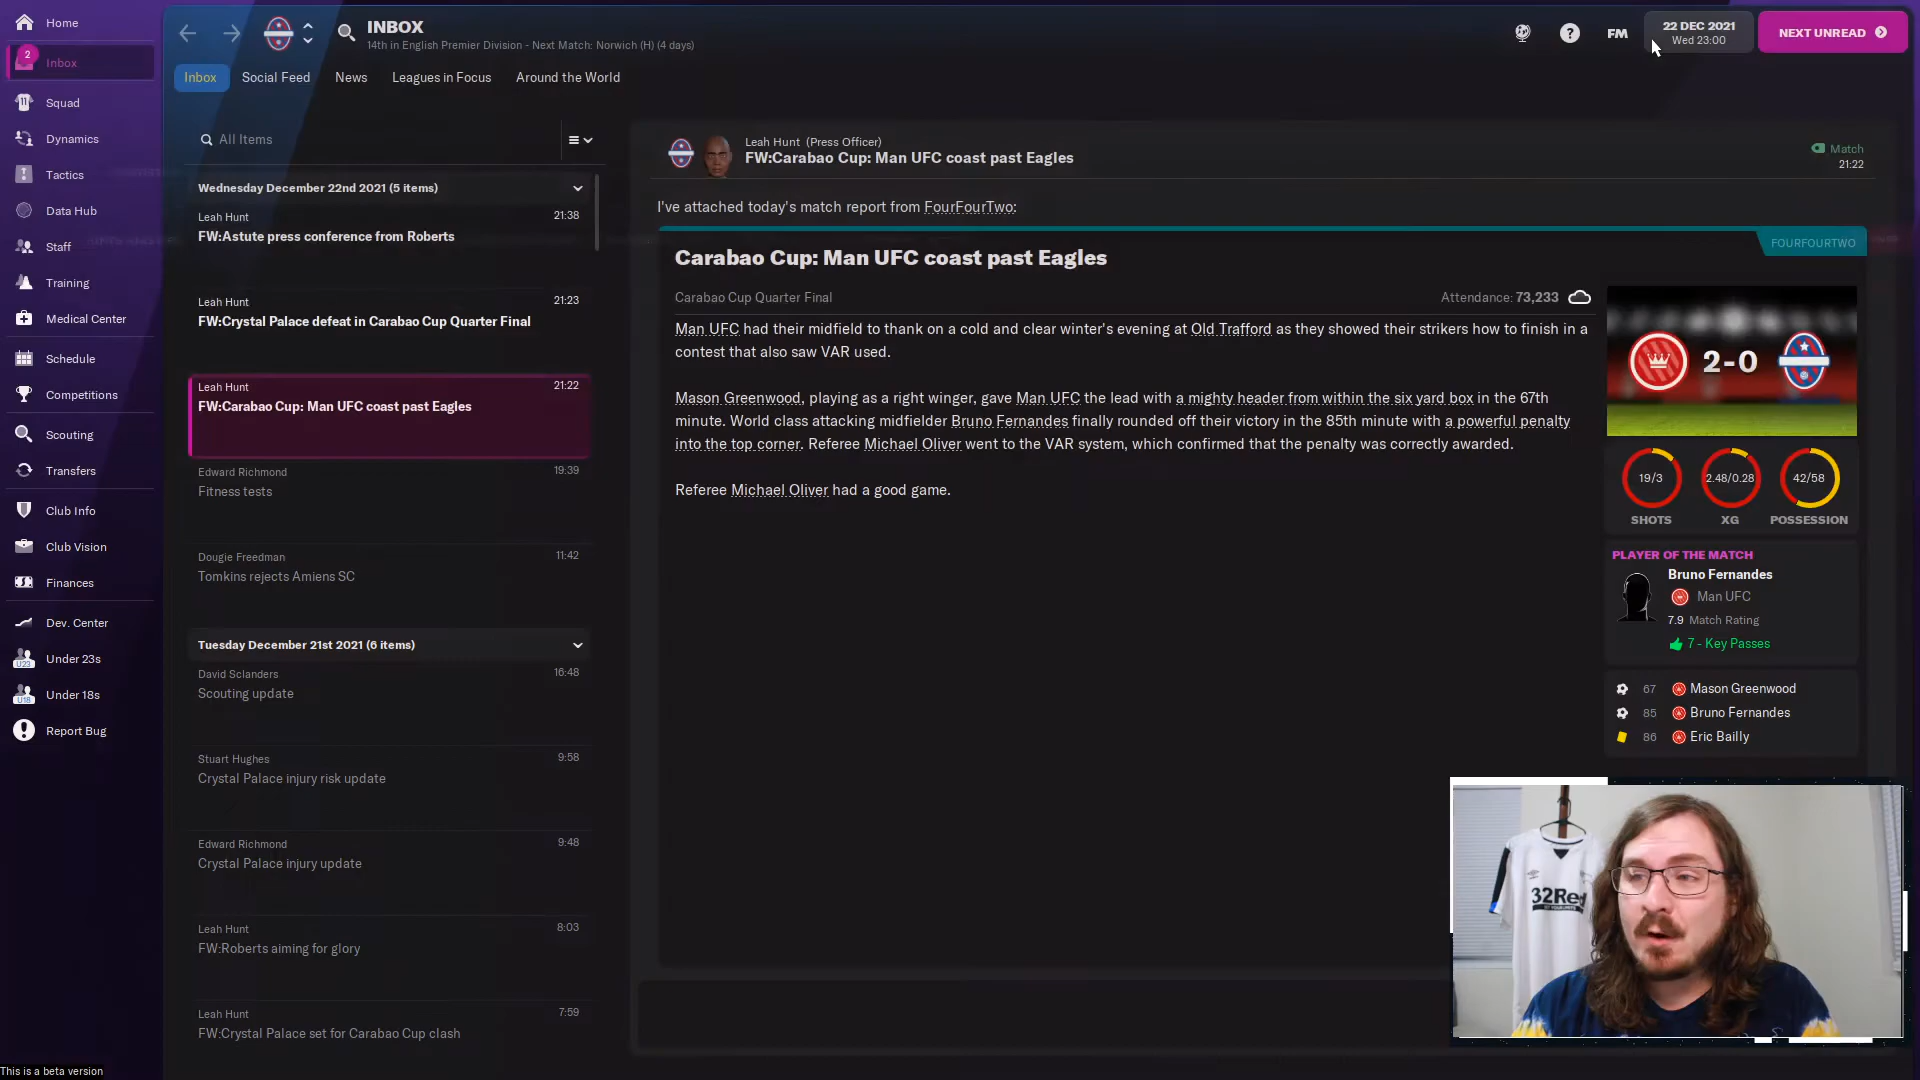 Home
2
Inbox
Squad
Dynamics
Tactics
Data Hub
Staff
Training
Medical Center
Schedule
Competitions
Scouting
Transfers
Club Info
Club Vision
Finances
Dev. Center
U23
Under 23s
U18
Under 18s
Report Bug
This is a beta version
INBOX
14th in English Premier Division - Next Match: Norwich (H) (4 days)
FM
22 DEC 2021
Wed 23:00
NEXT UNREAD
Inbox
Social Feed
News
Leagues in Focus
Around the World
All Items
Wednesday December 22nd 2021 (5 items)
Leah Hunt
21:38
FW:Astute press conference from Roberts
Leah Hunt
21:23
FW:Crystal Palace defeat in Carabao Cup Quarter Final
Leah Hunt
21:22
FW:Carabao Cup: Man UFC coast past Eagles
Edward Richmond
19:39
Fitness tests
Dougie Freedman
11:42
Tomkins rejects Amiens SC
Tuesday December 21st 2021 (6 items)
David Sclanders
16:48
Scouting update
Stuart Hughes
9:58
Crystal Palace injury risk update
Edward Richmond
9:48
Crystal Palace injury update
Leah Hunt
8:03
FW:Roberts aiming for glory
Leah Hunt
7:59
FW:Crystal Palace set for Carabao Cup clash
Leah Hunt (Press Officer)
FW:Carabao Cup: Man UFC coast past Eagles
Match
21:22
I've attached today's match report from FourFourTwo:
FOURFOURTWO
Carabao Cup: Man UFC coast past Eagles
Carabao Cup Quarter Final
Attendance: 73,233
Man UFC had their midfield to thank on a cold and clear winter's evening at Old Trafford as they showed their strikers how to finish in a
contest that also saw VAR used.
Mason Greenwood, playing as a right winger, gave Man UFC the lead with a mighty header from within the six yard box in the 67th
minute. World class attacking midfielder Bruno Fernandes finally rounded off their victory in the 85th minute with a powerful penalty
into the top corner. Referee Michael Oliver went to the VAR system, which confirmed that the penalty was correctly awarded.
Referee Michael Oliver had a good game.
2-0
19/3
2.48/0.28
42/58
SHOTS
XG
POSSESSION
PLAYER OF THE MATCH
Bruno Fernandes
Man UFC
7.9 Match Rating
7 - Key Passes
67 Mason Greenwood
85 Bruno Fernandes
86 Eric Bailly
32Red